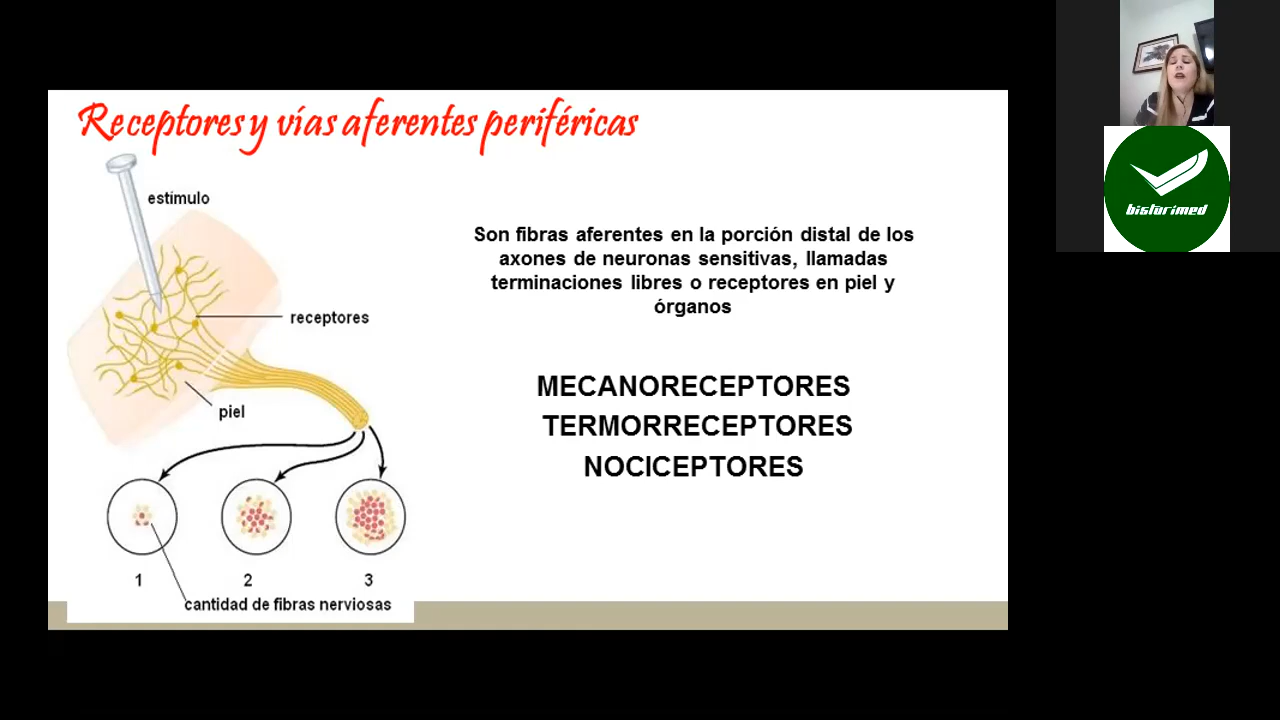 Receptores y vías aferentes periféricas
estímulo
receptores
piel
1 2 3
cantidad de fibras nerviosas
Son fibras aferentes en la porción distal de los
axones de neuronas sensitivas, llamadas
terminaciones libres o receptores en piel y
órganos
MECANORECEPTORES
TERMORRECEPTORES
NOCICEPTORES
bisturimed